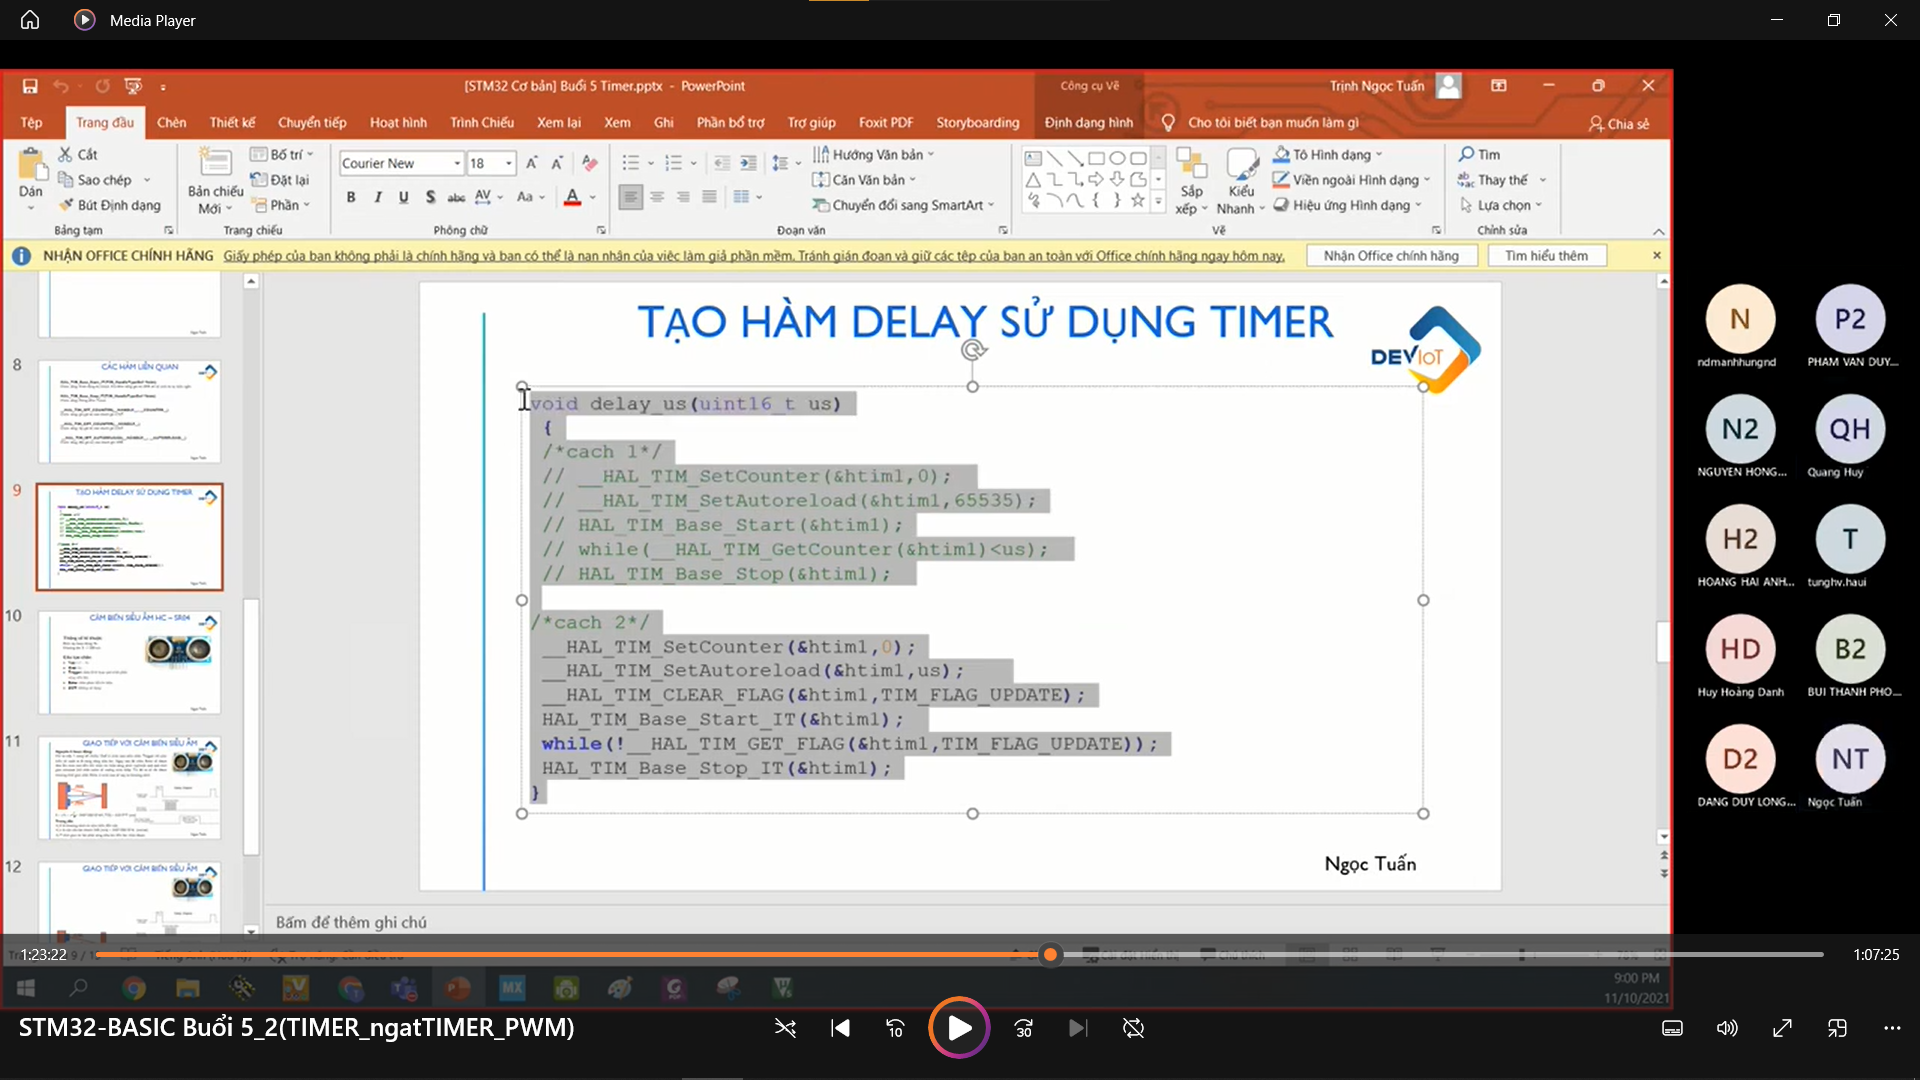 Media Player
[STM32 Cơ bản] Buổi 5 Timer.pptx - PowerPoint
Công cụ Vẽ
Trịnh Ngọc Tuấn
Tệp
Trang đầu
Chèn
Thiết kế
Chuyển tiếp
Hoạt hình
Trình Chiếu
Xem lại
Xem
Ghi
Phần bổ trợ
Trợ giúp
Foxit PDF
Storyboarding
Định dạng hình
Cho tôi biết bạn muốn làm gì
Chia sẻ
Dán
Cắt
Sao chép
Bút Định dạng
Bảng tạm
Bản chiếu
Mới
Bố trí
Đặt lại
Phần
Trang chiếu
Courier New
18
Phông chữ
Hướng Văn bản
Căn Văn bản
Chuyển đổi sang SmartArt
Đoạn văn
Sắp
xếp
Kiểu
Nhanh
Tô Hình dạng
Viền ngoài Hình dạng
Hiệu ứng Hình dạng
Vẽ
Tìm
Thay thế
Lựa chọn
Chỉnh sửa
NHẬN OFFICE CHÍNH HÃNG
Giấy phép của bạn không phải là chính hãng và bạn có thể là nạn nhân của việc làm giả phần mềm. Tránh gián đoạn và giữ các tệp của bạn an toàn với Office chính hãng ngay hôm nay.
Nhận Office chính hãng
Tìm hiểu thêm
8
CÁC HÀM LIÊN QUAN
9
TẠO HÀM DELAY SỬ DỤNG TIMER
10
CẢM BIẾN SIÊU ÂM HC – SR04
11
GIAO TIẾP VỚI CẢM BIẾN SIÊU ÂM
12
GIAO TIẾP VỚI CẢM BIẾN SIÊU ÂM
TẠO HÀM DELAY SỬ DỤNG TIMER
DEVIOT
void delay_us(uint16_t us)
{
/*cach 1*/
// __HAL_TIM_SetCounter(&htim1,0);
// __HAL_TIM_SetAutoreload(&htim1,65535);
// HAL_TIM_Base_Start(&htim1);
// while(__HAL_TIM_GetCounter(&htim1)<us);
// HAL_TIM_Base_Stop(&htim1);
/*cach 2*/
__HAL_TIM_SetCounter(&htim1,0);
__HAL_TIM_SetAutoreload(&htim1,us);
__HAL_TIM_CLEAR_FLAG(&htim1,TIM_FLAG_UPDATE);
HAL_TIM_Base_Start_IT(&htim1);
while(!__HAL_TIM_GET_FLAG(&htim1,TIM_FLAG_UPDATE));
HAL_TIM_Base_Stop_IT(&htim1);
}
Ngọc Tuấn
Bấm để thêm ghi chú
N
ndmanhhungnd
P2
PHAM VAN DUY...
N2
NGUYEN HONG...
QH
Quang Huy
H2
HOANG HAI ANH...
T
tunghv.haui
HD
Huy Hoàng Danh
B2
BUI THANH PHO...
D2
DANG DUY LONG...
NT
Ngọc Tuấn
1:23:22
1:07:25
9:00 PM
11/10/2021
STM32-BASIC Buổi 5_2(TIMER_ngatTIMER_PWM)
10
30